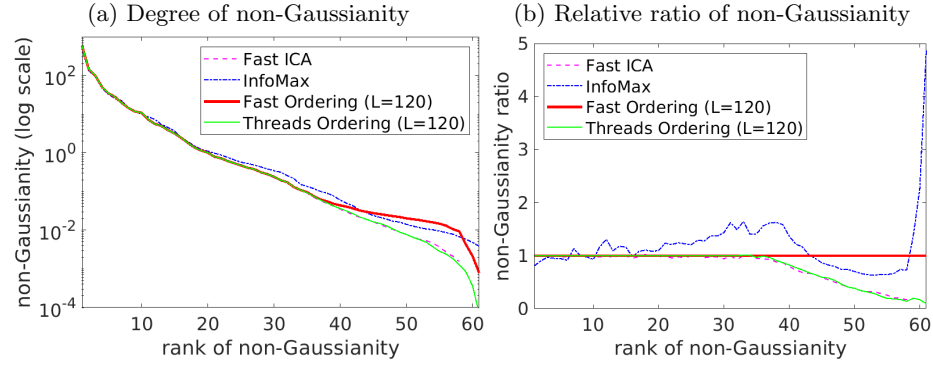 (a) Degree of non-Gaussianity
non-Gaussianity (log scale)
10^2
10^0
10^-2
10^-4
Fast ICA
InfoMax
Fast Ordering (L=120)
Threads Ordering (L=120)
10 20 30 40 50 60
rank of non-Gaussianity
(b) Relative ratio of non-Gaussianity
non-Gaussianity ratio
5
4
3
2
1
0
Fast ICA
InfoMax
Fast Ordering (L=120)
Threads Ordering (L=120)
10 20 30 40 50 60
rank of non-Gaussianity